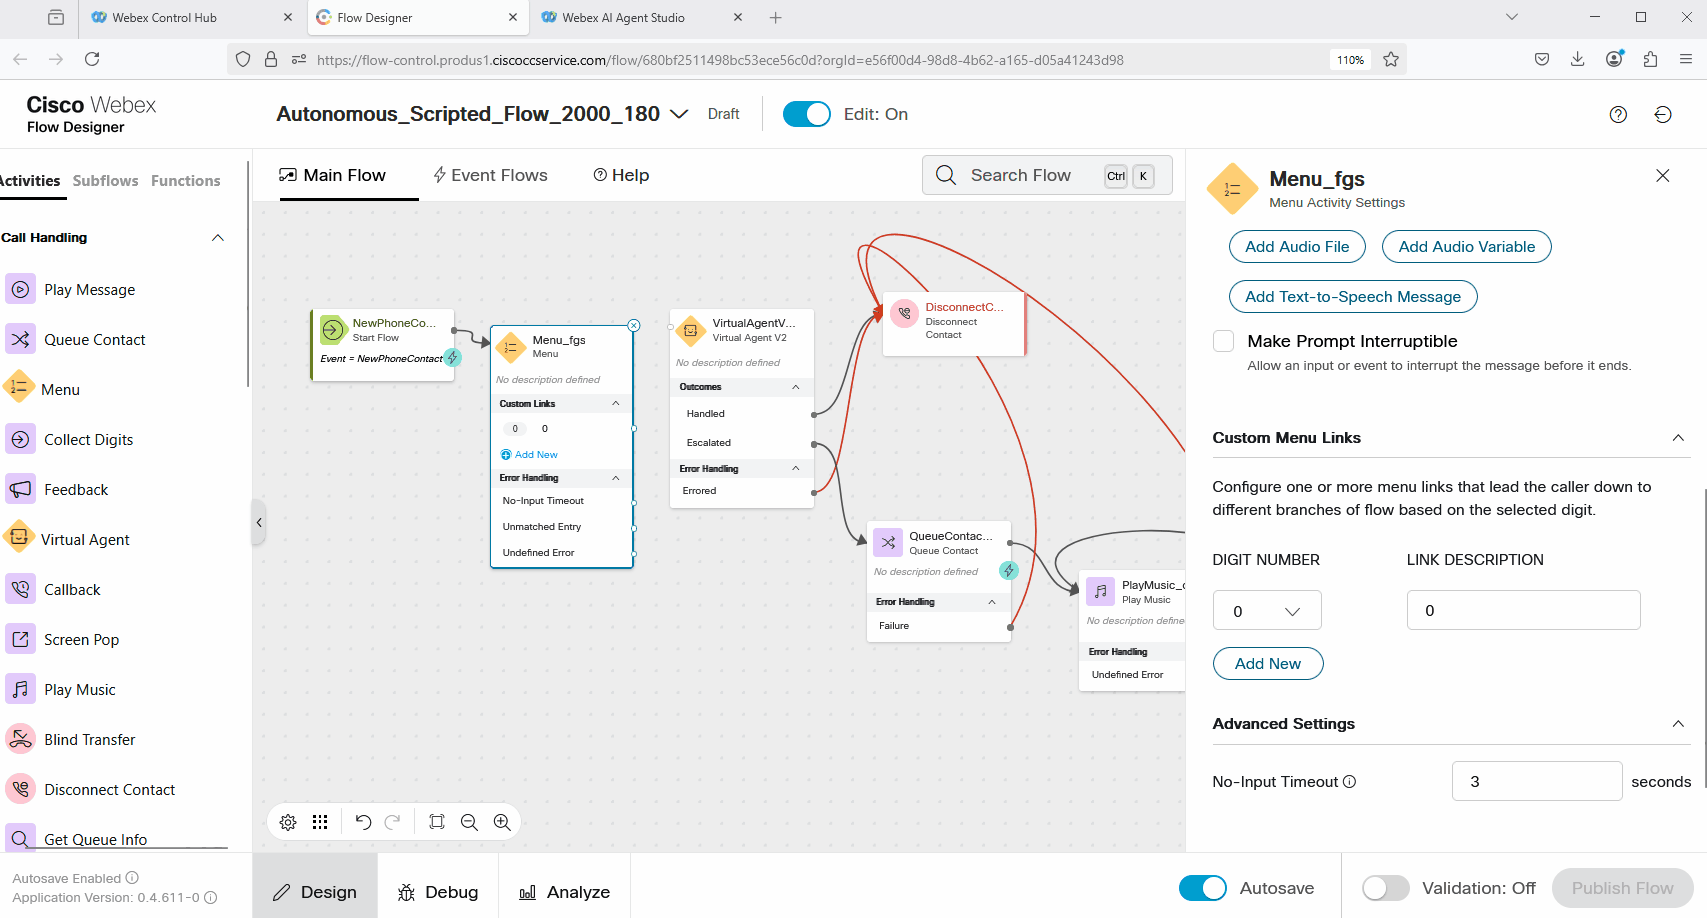 Webex Control Hub
Flow Designer
Webex AI Agent Studio
https://flow-control.produs1.ciscoccservice.com/flow/680bf2511498bc53ece56c0d?orgId=e56f00d4-98d8-4b62-a165-d05a41243d98
110%
Cisco Webex
Flow Designer
Autonomous_Scripted_Flow_2000_180
Draft
Edit: On
Activities Subflows Functions
Call Handling
Play Message
Queue Contact
Menu
Collect Digits
Feedback
Virtual Agent
Callback
Screen Pop
Play Music
Blind Transfer
Disconnect Contact
Get Queue Info
Autosave Enabled
Application Version: 0.4.611-0
Main Flow
Event Flows
Help
Search Flow
Ctrl
K
NewPhoneCo...
Start Flow
Event = NewPhoneContact
Menu_fgs
Menu
No description defined
Custom Links
0 0
Add New
Error Handling
No-Input Timeout
Unmatched Entry
Undefined Error
VirtualAgentV...
Virtual Agent V2
No description defined
Outcomes
Handled
Escalated
Error Handling
Errored
DisconnectC...
Disconnect
Contact
QueueContac...
Queue Contact
No description defined
Error Handling
Failure
PlayMusic_
Play Music
No description define
Error Handling
Undefined Error
Design
Debug
Analyze
Menu_fgs
Menu Activity Settings
Add Audio File
Add Audio Variable
Add Text-to-Speech Message
Make Prompt Interruptible
Allow an input or event to interrupt the message before it ends.
Custom Menu Links
Configure one or more menu links that lead the caller down to
different branches of flow based on the selected digit.
DIGIT NUMBER LINK DESCRIPTION
0 0
Add New
Advanced Settings
No-Input Timeout 3 seconds
Autosave
Validation: Off
Publish Flow